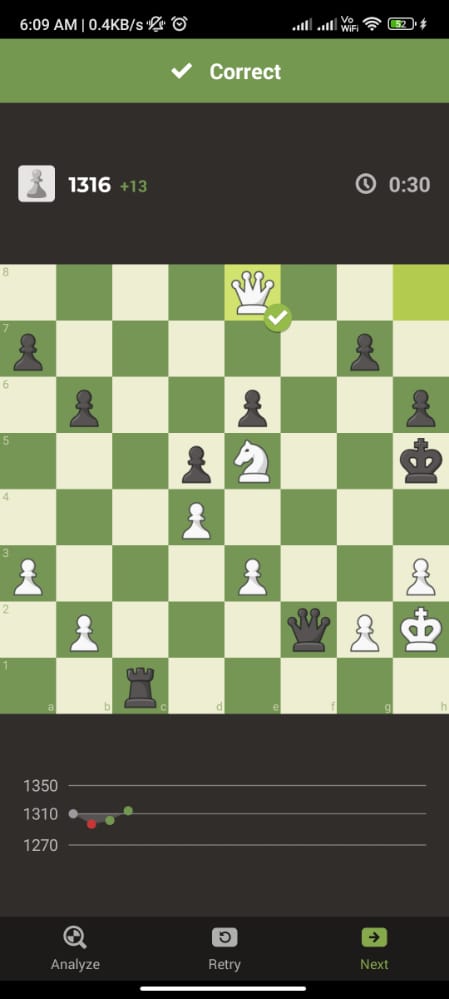 6:09 AM | 0.4KB/s Vo WiFi 52
Correct
1316 +13 0:30
8
7
6
5
4
3
2
1
a b c d e f g h
1350
1310
1270
Analyze Retry Next